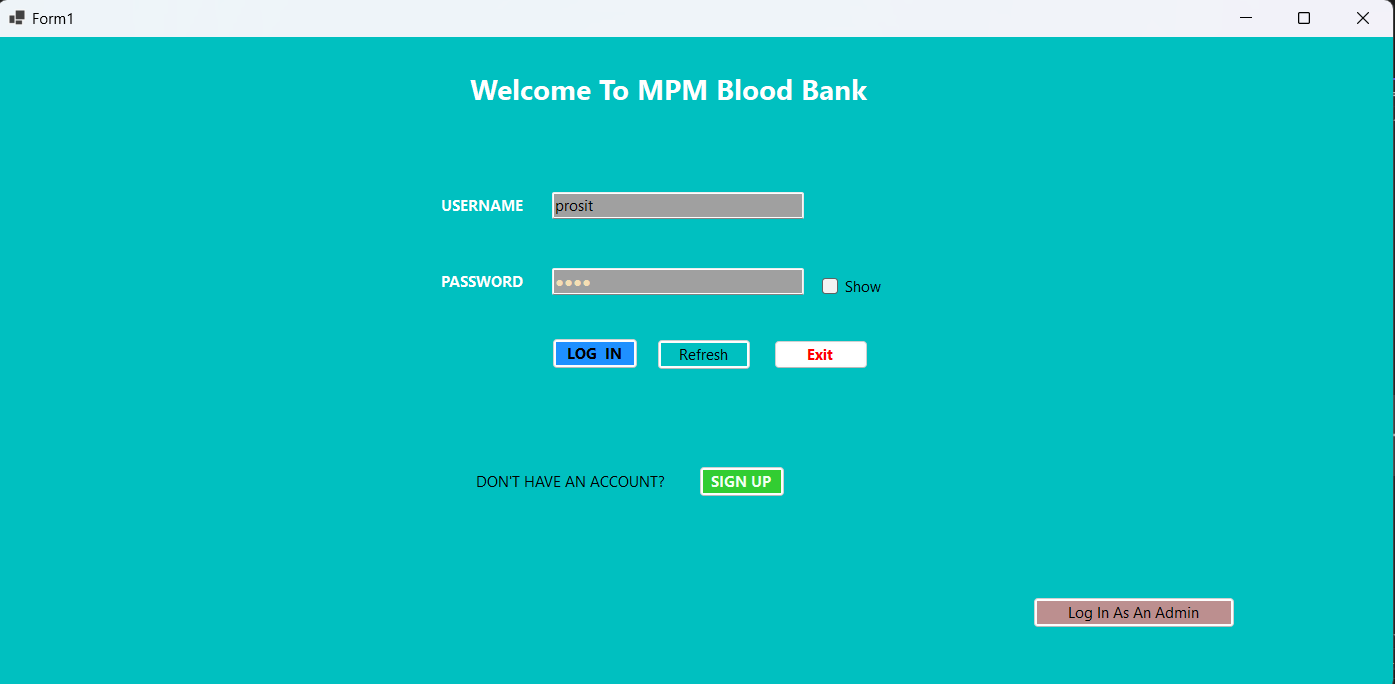 Form1
Welcome To MPM Blood Bank
USERNAME prosit
PASSWORD ●●●● Show
LOG IN Refresh Exit
DON'T HAVE AN ACCOUNT? SIGN UP
Log In As An Admin